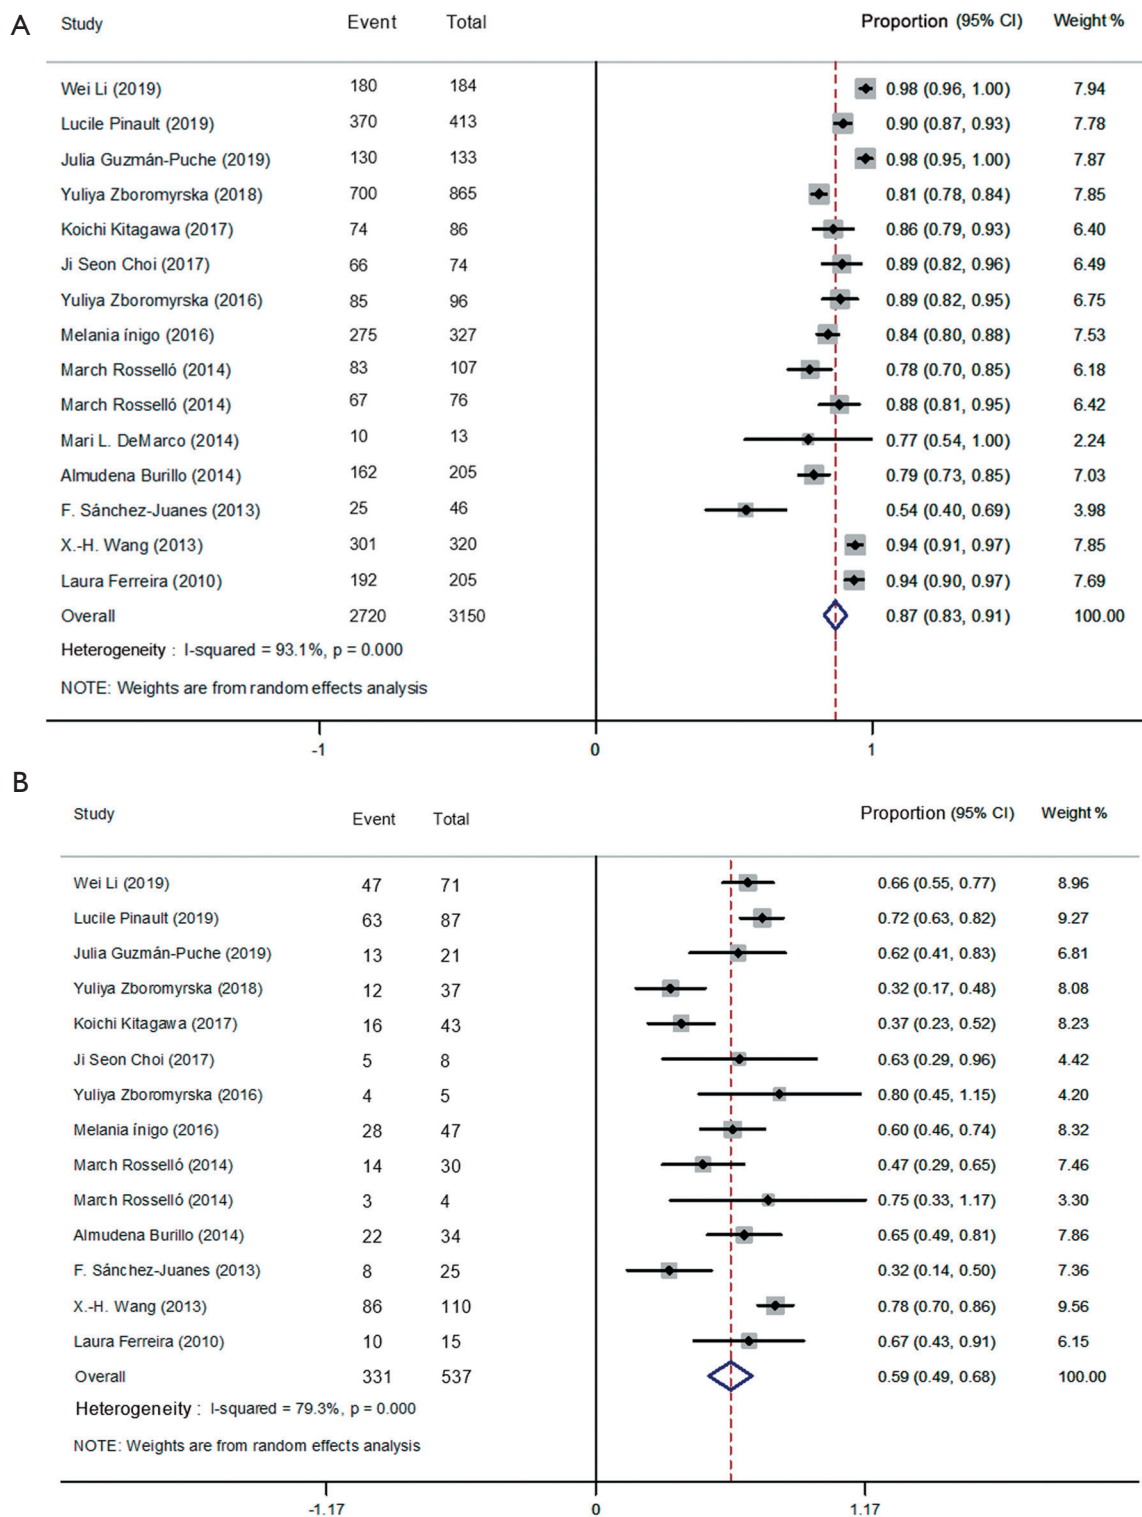 A
Study Event Total Proportion (95% CI) Weight %
Wei Li (2019) 180 184 0.98 (0.96, 1.00) 7.94
Lucile Pinault (2019) 370 413 0.90 (0.87, 0.93) 7.78
Julia Guzmán-Puche (2019) 130 133 0.98 (0.95, 1.00) 7.87
Yuliya Zboromyrska (2018) 700 865 0.81 (0.78, 0.84) 7.85
Koichi Kitagawa (2017) 74 86 0.86 (0.79, 0.93) 6.40
Ji Seon Choi (2017) 66 74 0.89 (0.82, 0.96) 6.49
Yuliya Zboromyrska (2016) 85 96 0.89 (0.82, 0.95) 6.75
Melania ínigo (2016) 275 327 0.84 (0.80, 0.88) 7.53
March Rosselló (2014) 83 107 0.78 (0.70, 0.85) 6.18
March Rosselló (2014) 67 76 0.88 (0.81, 0.95) 6.42
Mari L. DeMarco (2014) 10 13 0.77 (0.54, 1.00) 2.24
Almudena Burillo (2014) 162 205 0.79 (0.73, 0.85) 7.03
F. Sánchez-Juanes (2013) 25 46 0.54 (0.40, 0.69) 3.98
X.-H. Wang (2013) 301 320 0.94 (0.91, 0.97) 7.85
Laura Ferreira (2010) 192 205 0.94 (0.90, 0.97) 7.69
Overall 2720 3150 0.87 (0.83, 0.91) 100.00
Heterogeneity : I-squared = 93.1%, p = 0.000
NOTE: Weights are from random effects analysis
-1 0 1
B
Study Event Total Proportion (95% CI) Weight %
Wei Li (2019) 47 71 0.66 (0.55, 0.77) 8.96
Lucile Pinault (2019) 63 87 0.72 (0.63, 0.82) 9.27
Julia Guzmán-Puche (2019) 13 21 0.62 (0.41, 0.83) 6.81
Yuliya Zboromyrska (2018) 12 37 0.32 (0.17, 0.48) 8.08
Koichi Kitagawa (2017) 16 43 0.37 (0.23, 0.52) 8.23
Ji Seon Choi (2017) 5 8 0.63 (0.29, 0.96) 4.42
Yuliya Zboromyrska (2016) 4 5 0.80 (0.45, 1.15) 4.20
Melania ínigo (2016) 28 47 0.60 (0.46, 0.74) 8.32
March Rosselló (2014) 14 30 0.47 (0.29, 0.65) 7.46
March Rosselló (2014) 3 4 0.75 (0.33, 1.17) 3.30
Almudena Burillo (2014) 22 34 0.65 (0.49, 0.81) 7.86
F. Sánchez-Juanes (2013) 8 25 0.32 (0.14, 0.50) 7.36
X.-H. Wang (2013) 86 110 0.78 (0.70, 0.86) 9.56
Laura Ferreira (2010) 10 15 0.67 (0.43, 0.91) 6.15
Overall 331 537 0.59 (0.49, 0.68) 100.00
Heterogeneity : I-squared = 79.3%, p = 0.000
NOTE: Weights are from random effects analysis
-1.17 0 1.17